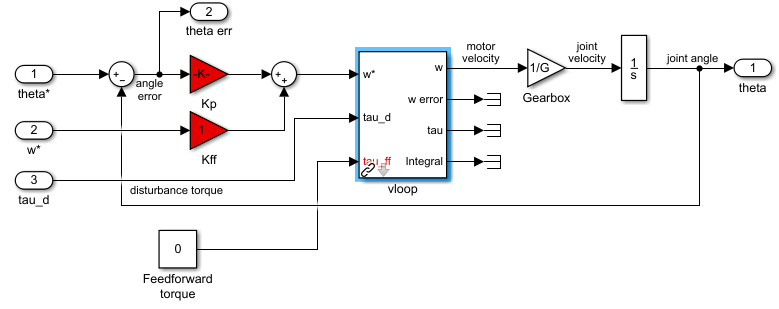 1
theta*
2
w*
3
tau_d
+
−
angle
error
2
theta err
-K-
Kp
1
Kff
+
+
disturbance torque
0
Feedforward
torque
w*
tau_d
tau_ff
w
w error
tau
Integral
vloop
motor
velocity
1/G
Gearbox
joint
velocity
1
s
joint angle
1
theta